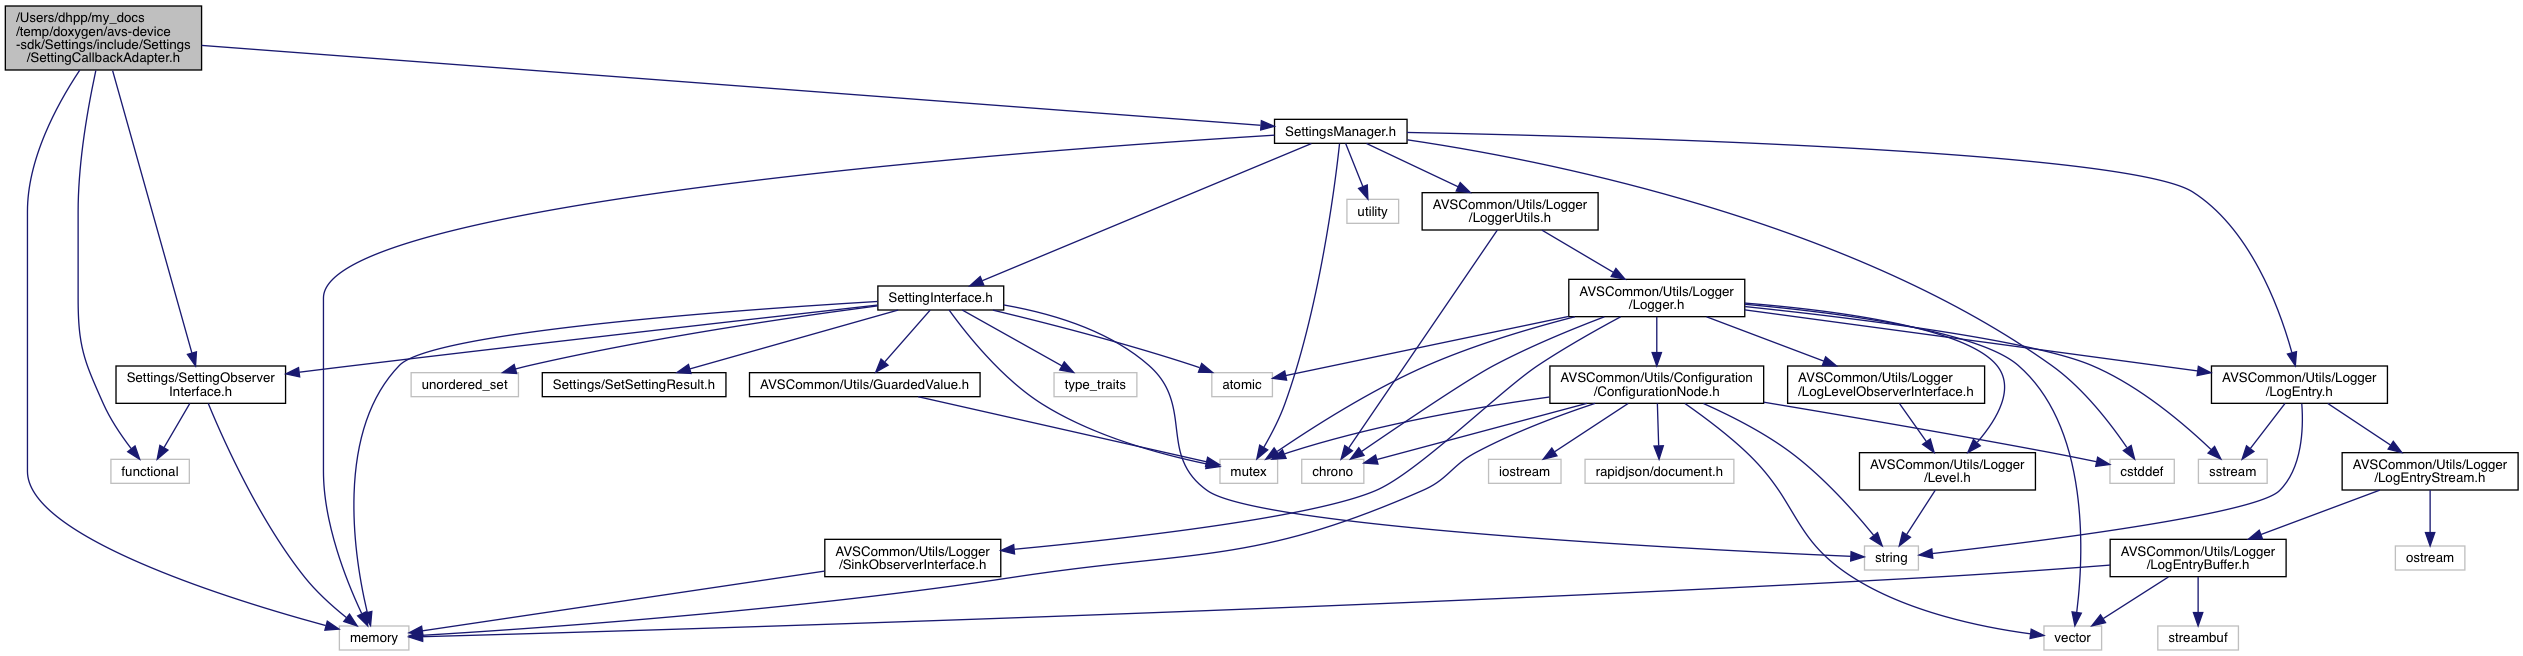 /Users/dhpp/my_docs
/temp/doxygen/avs-device
-sdk/Settings/include/Settings
/SettingCallbackAdapter.h
SettingsManager.h
utility
AVSCommon/Utils/Logger
/LoggerUtils.h
SettingInterface.h
AVSCommon/Utils/Logger
/Logger.h
Settings/SettingObserver
Interface.h
unordered_set
Settings/SetSettingResult.h
AVSCommon/Utils/GuardedValue.h
type_traits
atomic
AVSCommon/Utils/Configuration
/ConfigurationNode.h
AVSCommon/Utils/Logger
/LogLevelObserverInterface.h
AVSCommon/Utils/Logger
/LogEntry.h
functional
mutex
chrono
iostream
rapidjson/document.h
AVSCommon/Utils/Logger
/Level.h
cstddef
sstream
AVSCommon/Utils/Logger
/LogEntryStream.h
AVSCommon/Utils/Logger
/SinkObserverInterface.h
string
AVSCommon/Utils/Logger
/LogEntryBuffer.h
ostream
memory
vector
streambuf